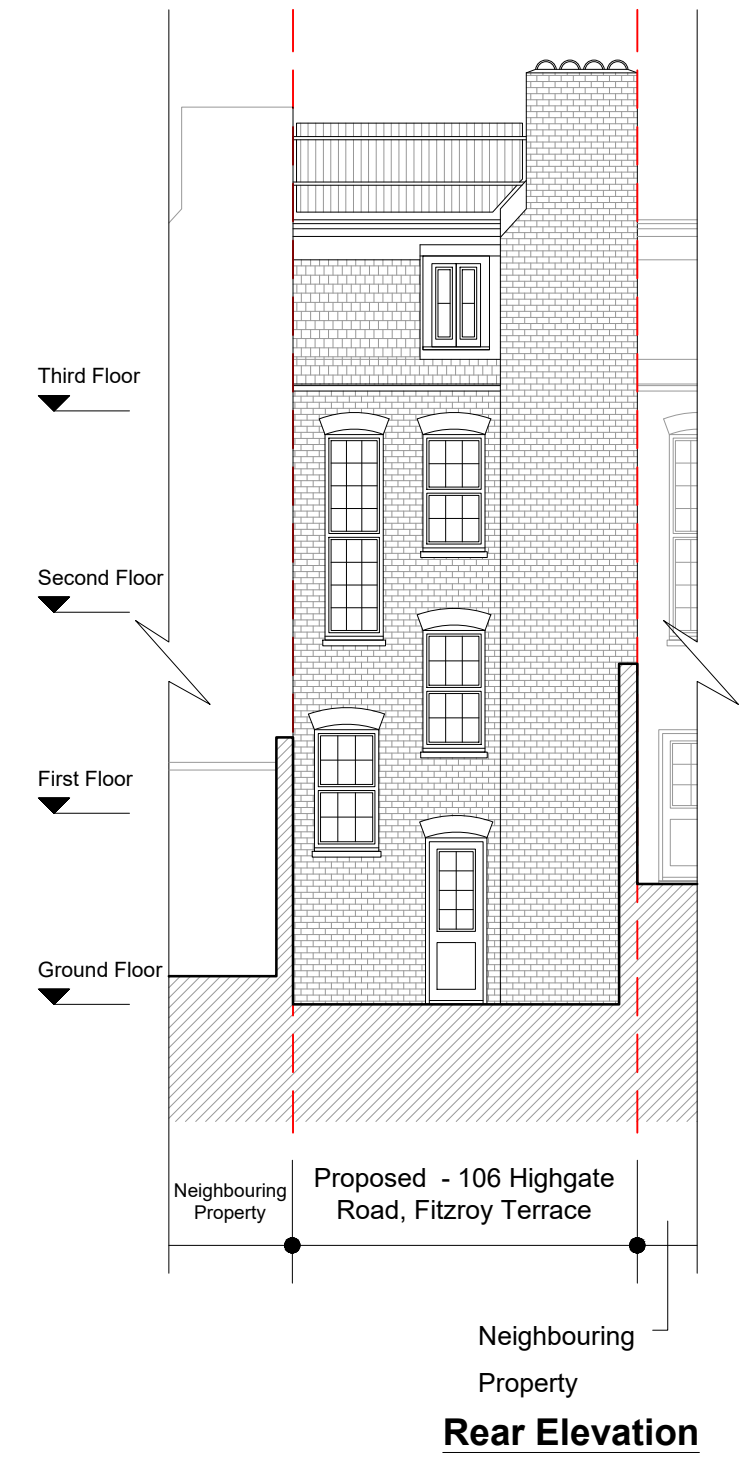 Third Floor
Second Floor
First Floor
Ground Floor
Neighbouring
Property
Proposed - 106 Highgate
Road, Fitzroy Terrace
Neighbouring
Property
Rear Elevation